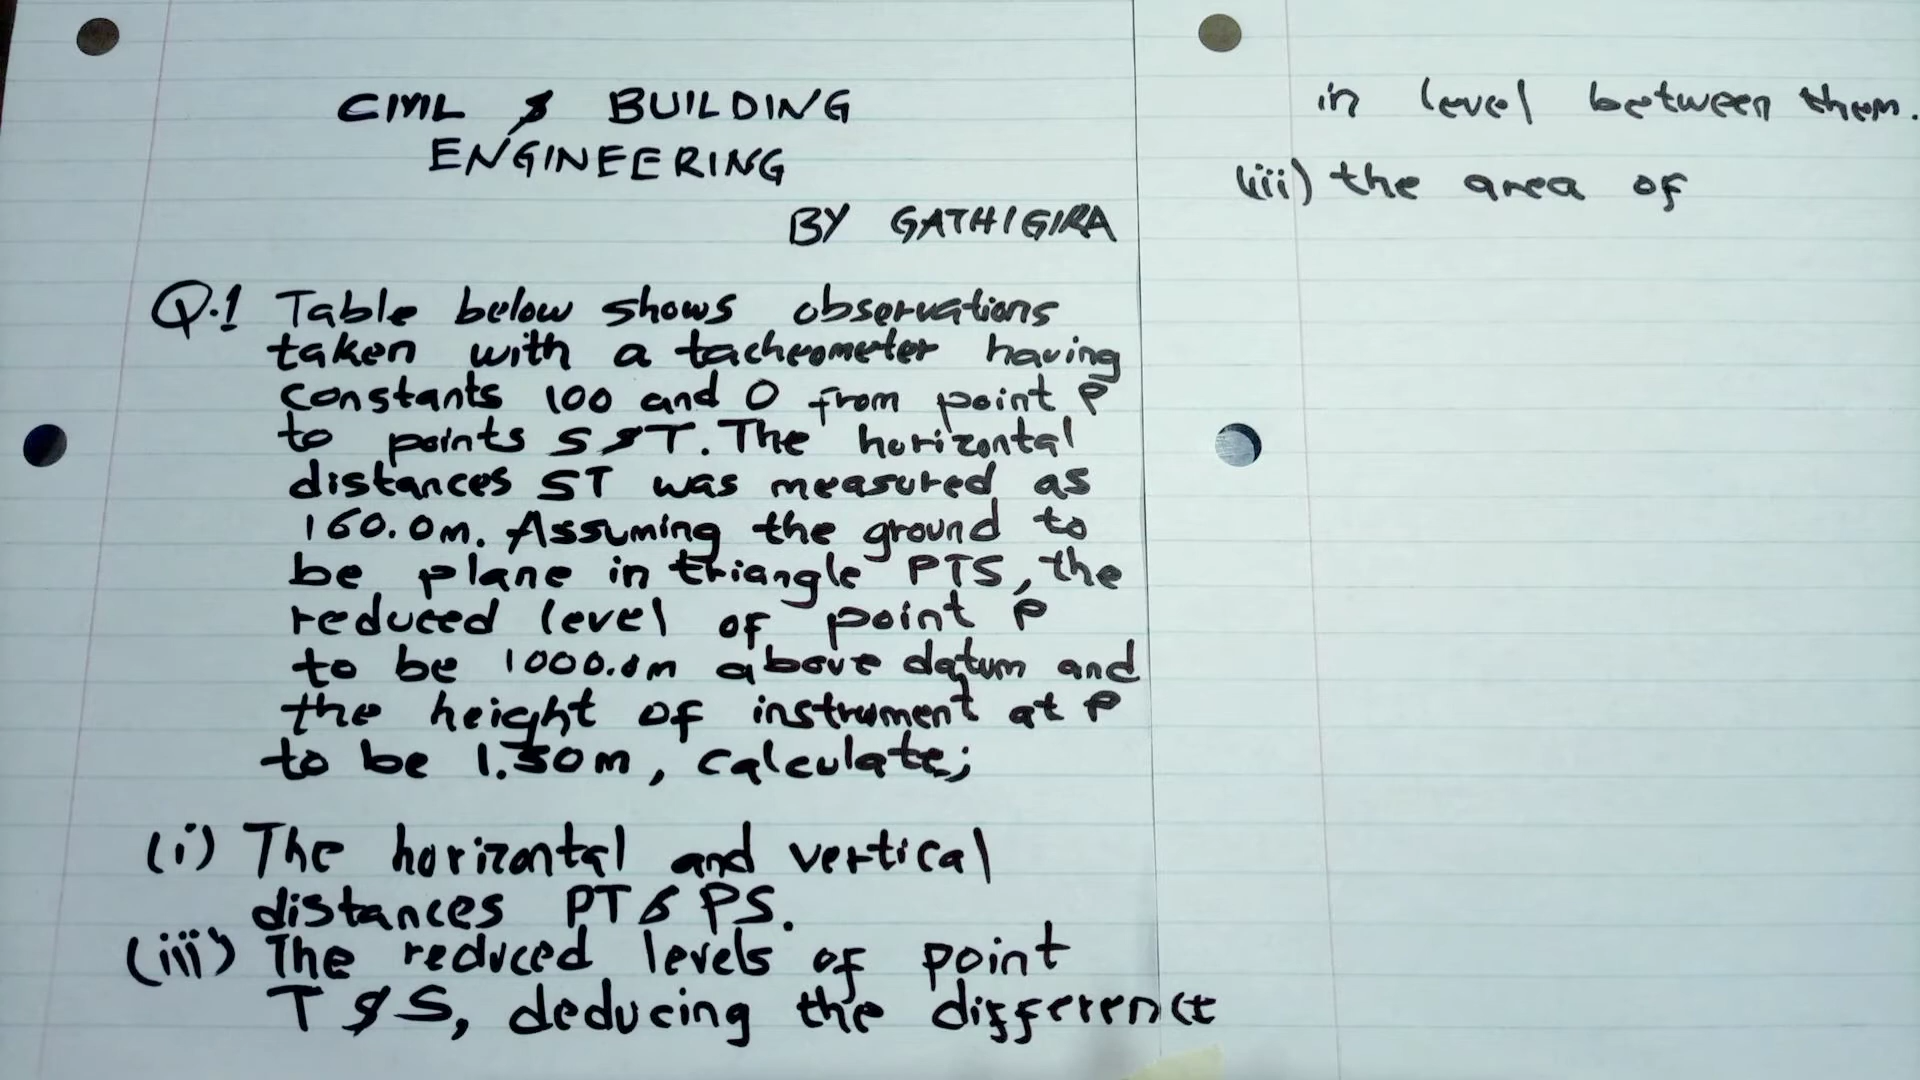 CIVIL & BUILDING
ENGINEERING
BY GATHIGIRA
Q.1 Table below shows observations
taken with a tacheometer having
constants 100 and 0 from point P
to points S & T. The horizontal
distances ST was measured as
160.0m. Assuming the ground to
be plane in triangle PTS, the
reduced level of point P
to be 1000.0m above datum and
the height of instrument at P
to be 1.50m, calculate;
(i) The horizontal and vertical
distances PT & PS.
(iii) The reduced levels of point
T & S, deducing the difference
in level between them.
(iii) the area of